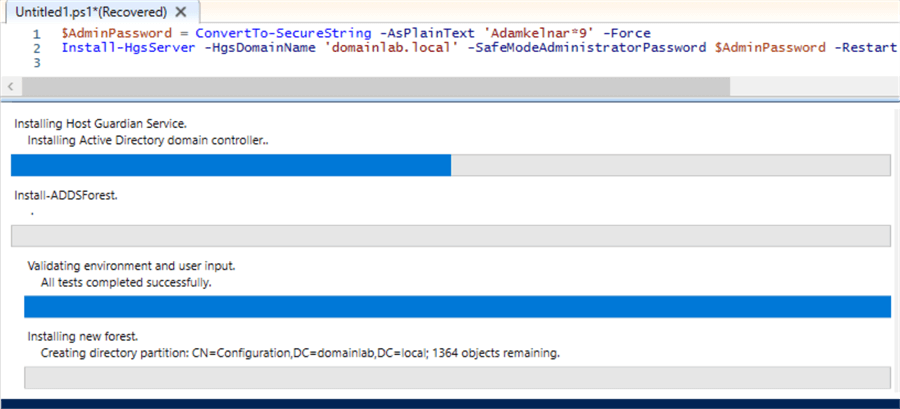 Untitled1.ps1*(Recovered) X
1 $AdminPassword = ConvertTo-SecureString -AsPlainText 'Adamkelnar*9' -Force
2 Install-HgsServer -HgsDomainName 'domainlab.local' -SafeModeAdministratorPassword $AdminPassword -Restart
3
Installing Host Guardian Service.
Installing Active Directory domain controller..
Install-ADDSForest.
.
Validating environment and user input.
All tests completed successfully.
Installing new forest.
Creating directory partition: CN=Configuration,DC=domainlab,DC=local; 1364 objects remaining.